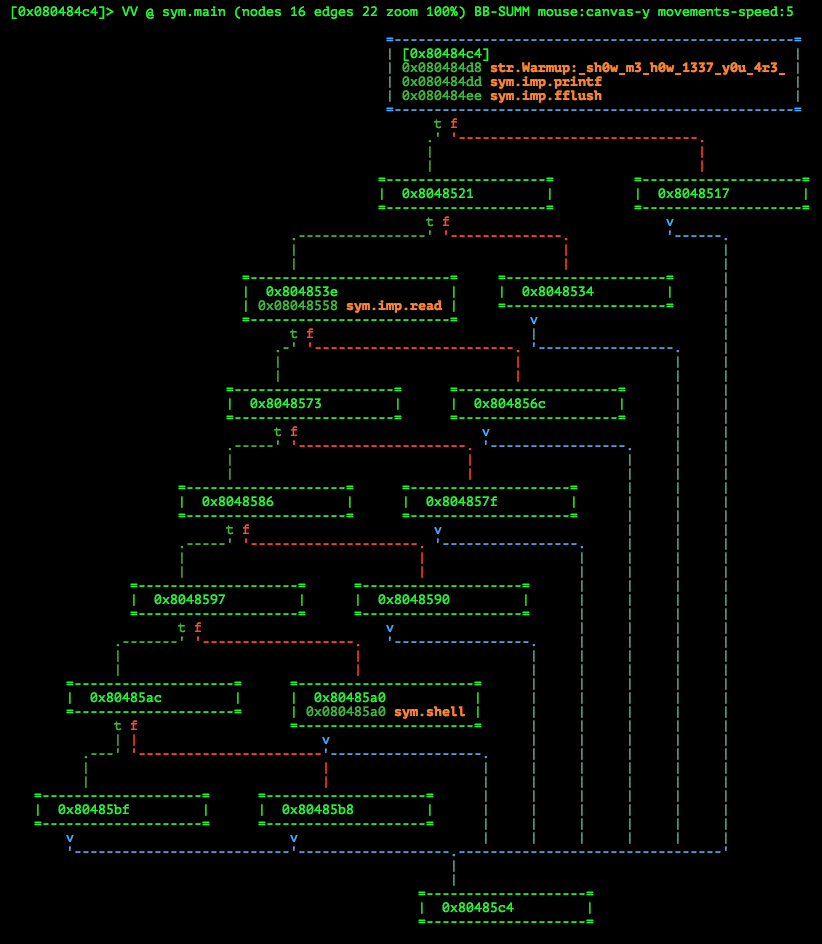 [0x080484c4]> VV @ sym.main (nodes 16 edges 22 zoom 100%) BB-SUMM mouse:canvas-y movements-speed:5
[0x80484c4]
0x080484d8 str.Warmup:_sh0w_m3_h0w_1337_y0u_4r3_
0x080484dd sym.imp.printf
0x080484ee sym.imp.fflush
t f
0x8048521 0x8048517
t f v
0x804853e 0x8048534
0x08048558 sym.imp.read
v
t f
0x8048573 0x804856c
t f v
0x8048586 0x804857f
t f v
0x8048597 0x8048590
t f v
0x80485ac 0x80485a0
0x080485a0 sym.shell
t f
v
0x80485bf 0x80485b8
v v
0x80485c4